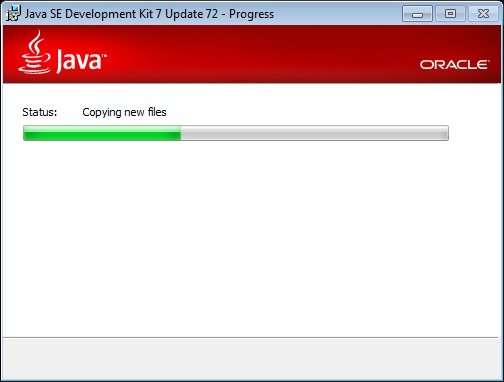 Java SE Development Kit 7 Update 72 - Progress
Java™
ORACLE®
Status: Copying new files